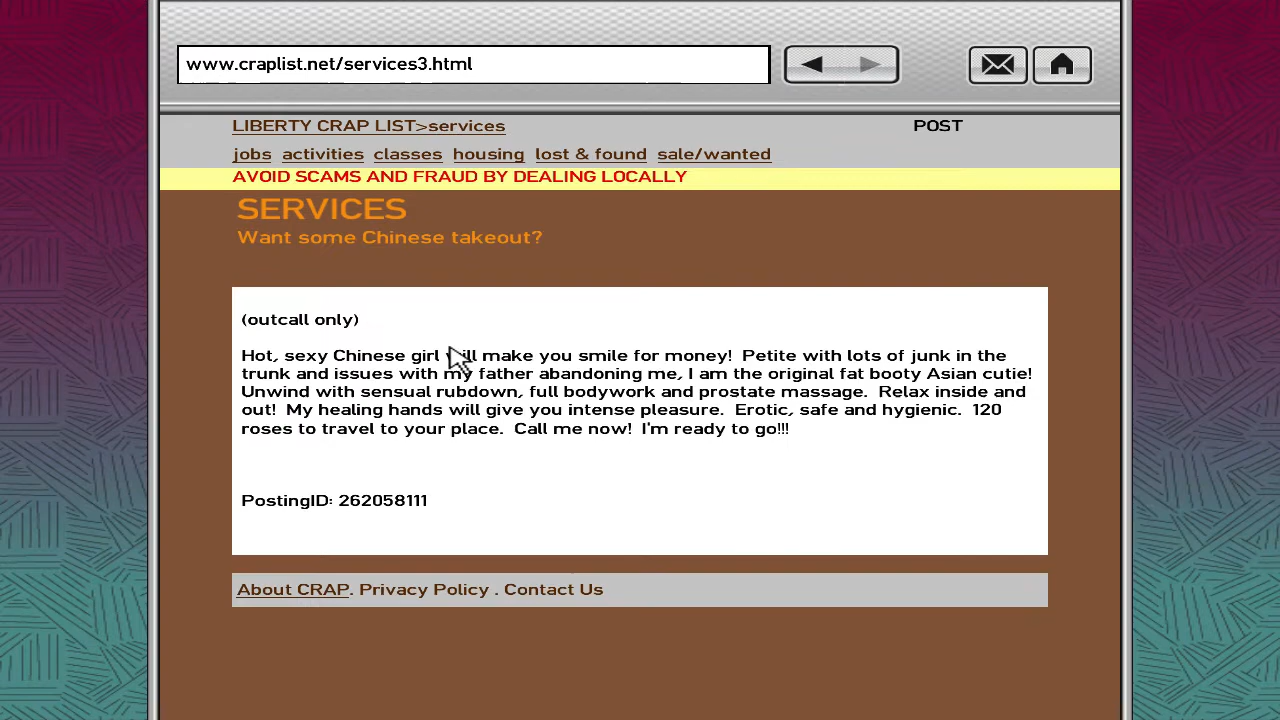 www.craplist.net/services3.html
LIBERTY CRAP LIST>services
POST
jobs activities classes housing lost & found sale/wanted
AVOID SCAMS AND FRAUD BY DEALING LOCALLY
SERVICES
Want some Chinese takeout?
(outcall only)
Hot, sexy Chinese girl will make you smile for money! Petite with lots of junk in the
trunk and issues with my father abandoning me, I am the original fat booty Asian cutie!
Unwind with sensual rubdown, full bodywork and prostate massage. Relax inside and
out! My healing hands will give you intense pleasure. Erotic, safe and hygienic. 120
roses to travel to your place. Call me now! I'm ready to go!!!
PostingID: 262058111
About CRAP. Privacy Policy . Contact Us